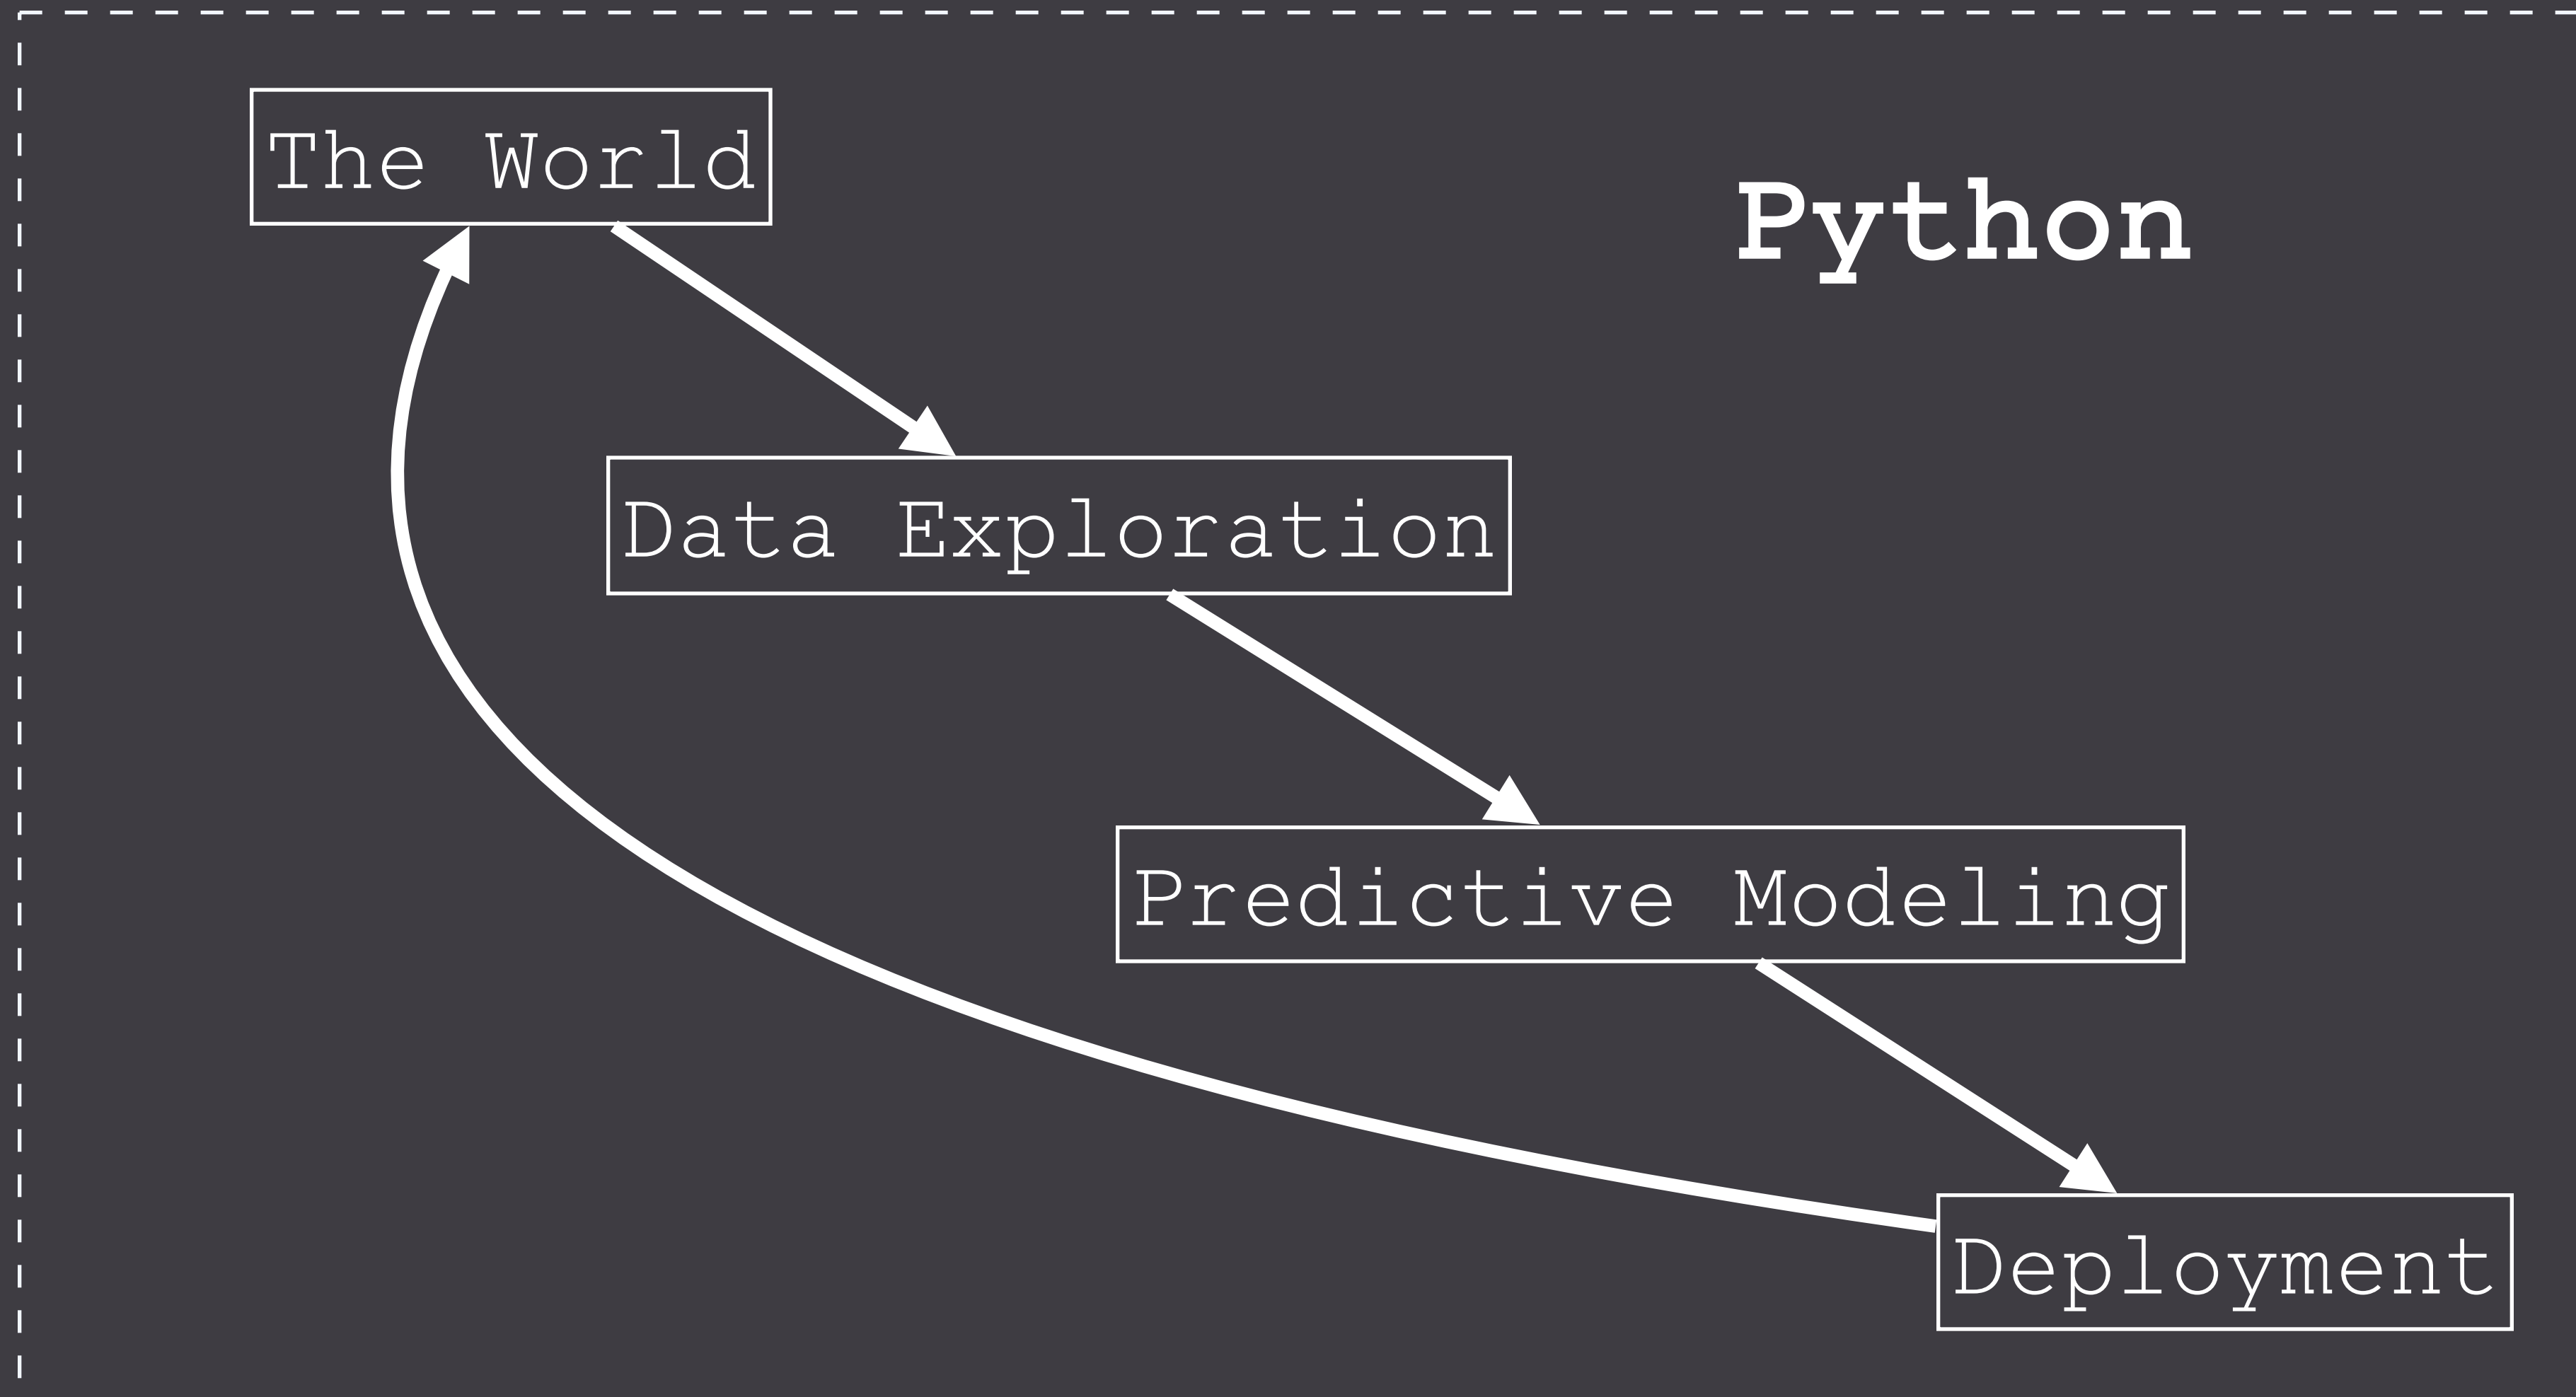 The World
Python
Data Exploration
Predictive Modeling
Deployment